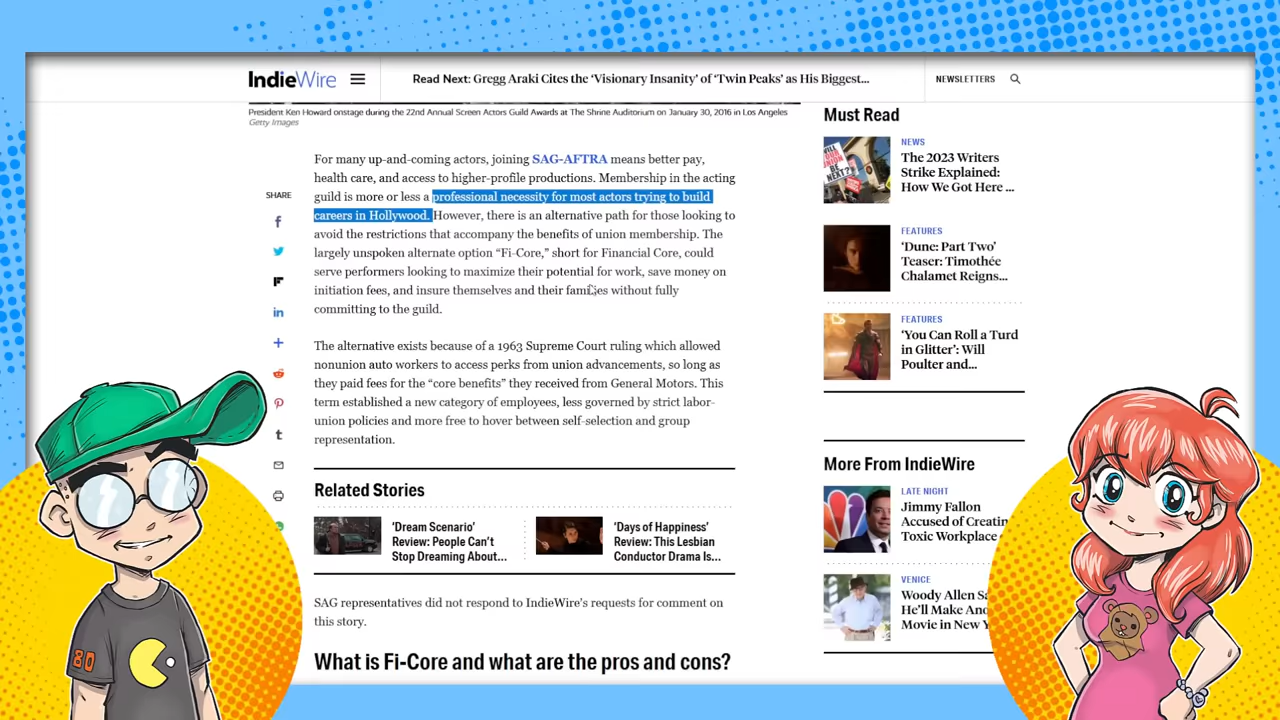 IndieWire
Read Next: Gregg Araki Cites the ‘Visionary Insanity’ of ‘Twin Peaks’ as His Biggest...
NEWSLETTERS
President Ken Howard onstage during the 22nd Annual Screen Actors Guild Awards at The Shrine Auditorium on January 30, 2016 in Los Angeles
Getty Images
For many up-and-coming actors, joining SAG-AFTRA means better pay,
health care, and access to higher-profile productions. Membership in the acting
guild is more or less a professional necessity for most actors trying to build
careers in Hollywood. However, there is an alternative path for those looking to
avoid the restrictions that accompany the benefits of union membership. The
largely unspoken alternate option “Fi-Core,” short for Financial Core, could
serve performers looking to maximize their potential for work, save money on
initiation fees, and insure themselves and their families without fully
committing to the guild.
SHARE
The alternative exists because of a 1963 Supreme Court ruling which allowed
nonunion auto workers to access perks from union advancements, so long as
they paid fees for the “core benefits” they received from General Motors. This
term established a new category of employees, less governed by strict labor-
union policies and more free to hover between self-selection and group
representation.
Related Stories
‘Dream Scenario’
Review: People Can’t
Stop Dreaming About...
‘Days of Happiness’
Review: This Lesbian
Conductor Drama Is...
SAG representatives did not respond to IndieWire’s requests for comment on
this story.
What is Fi-Core and what are the pros and cons?
Must Read
NEWS
The 2023 Writers
Strike Explained:
How We Got Here ...
FEATURES
‘Dune: Part Two’
Teaser: Timothée
Chalamet Reigns...
FEATURES
‘You Can Roll a Turd
in Glitter’: Will
Poulter and...
More From IndieWire
LATE NIGHT
Jimmy Fallon
Accused of Creatin
Toxic Workplace
VENICE
Woody Allen Sa
He’ll Make Ano
Movie in New Y
80